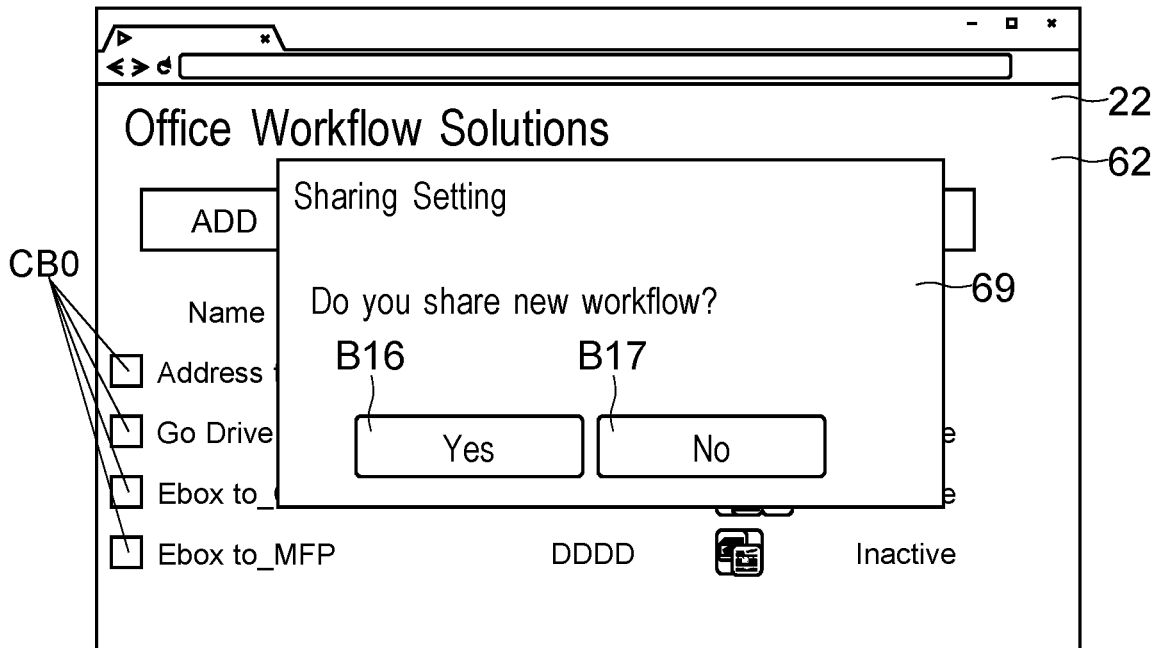 22
Office Workflow Solutions
62
Sharing Setting
ADD
CB0
69
Do you share new workflow?
Name
B16 B17
Address
Go Drive
Yes No
Ebox to_
Ebox to_MFP DDDD Inactive